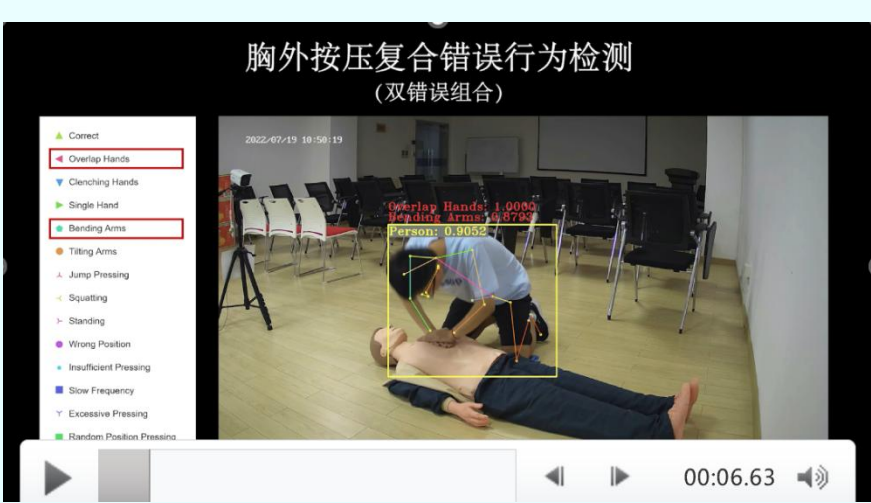 胸外按压复合错误行为检测
(双错误组合)
Correct
Overlap Hands
Clenching Hands
Single Hand
Bending Arms
Tilting Arms
Jump Pressing
Squatting
Standing
Wrong Position
Insufficient Pressing
Slow Frequency
Excessive Pressing
Random Position Pressing
2022/07/19 10:50:19
Overlap Hands: 1.0000
Bending Arms: 0.8793
Person: 0.9052
00:06.63